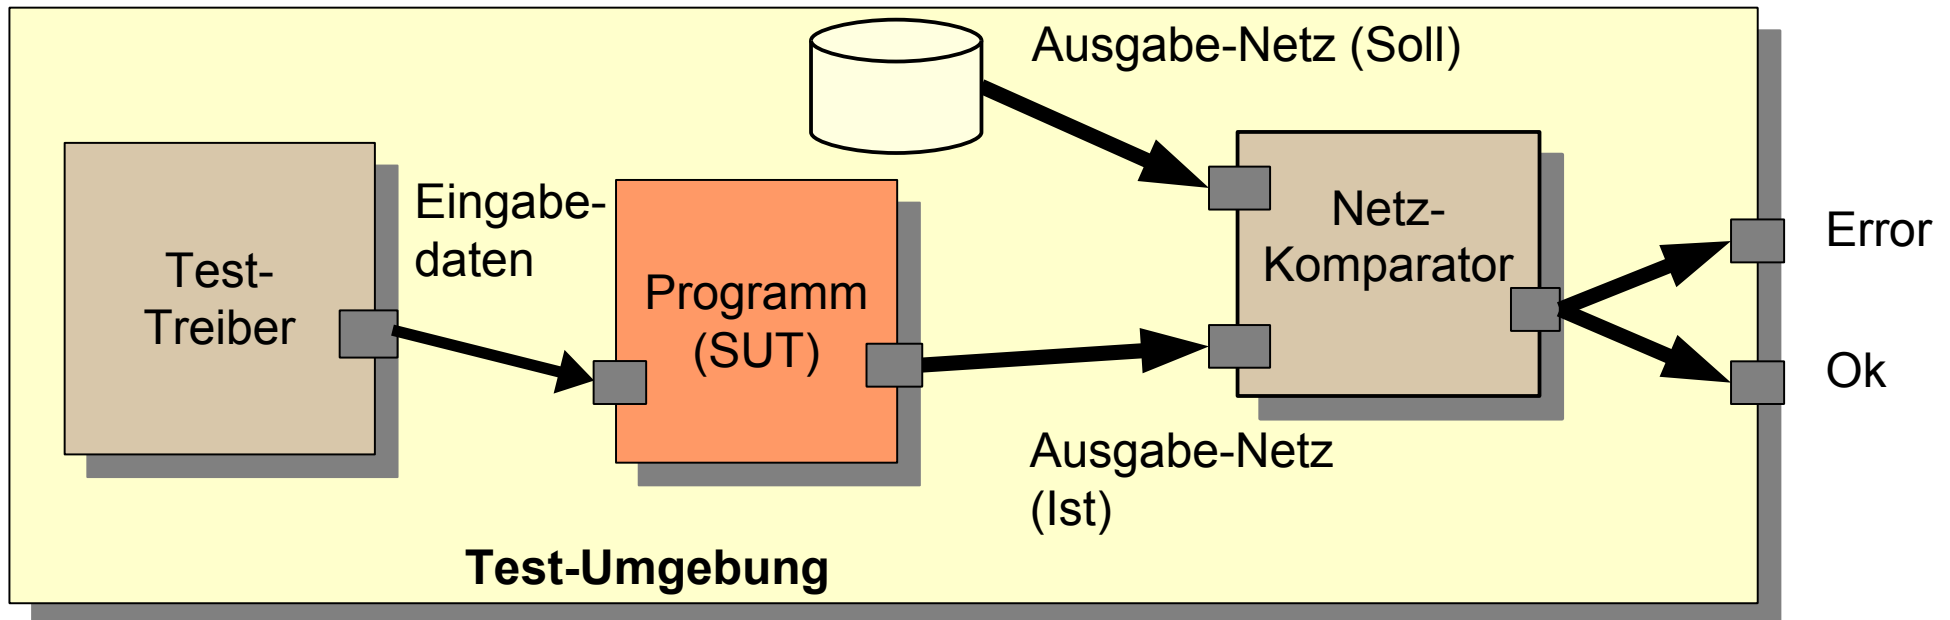 Ausgabe-Netz (Soll)
Test-
Treiber
Eingabe-
daten
Programm
(SUT)
Netz-
Komparator
Error
Ok
Ausgabe-Netz
(Ist)
Test-Umgebung